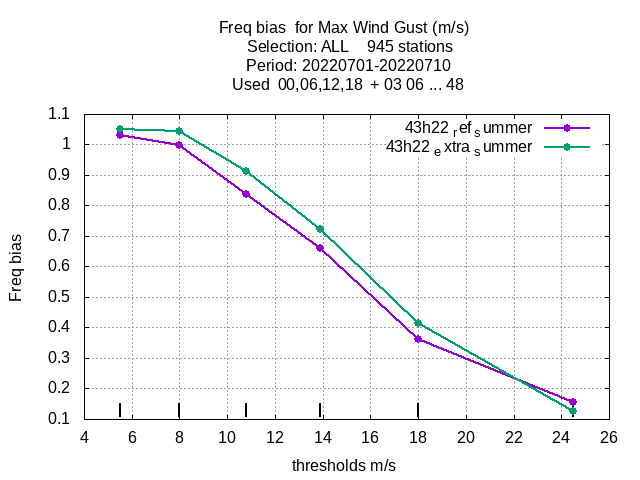 Freq bias  for Max Wind Gust (m/s)
Selection: ALL    945 stations
Period: 20220701-20220710
Used  00,06,12,18  + 03 06 ... 48
43h22 ref summer
43h22 extra summer
Freq bias
1.1
1
0.9
0.8
0.7
0.6
0.5
0.4
0.3
0.2
0.1
4 6 8 10 12 14 16 18 20 22 24 26
thresholds m/s